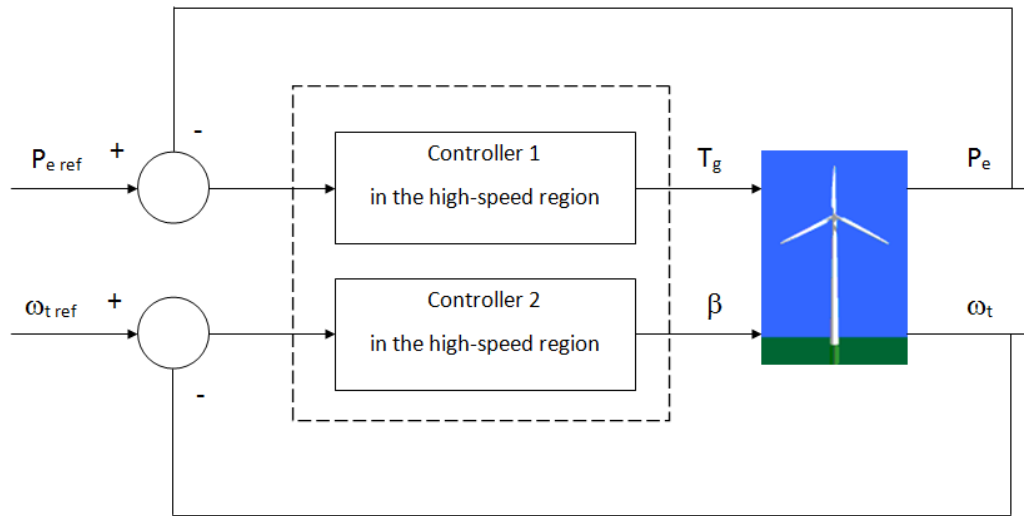 -
+
P e ref
Controller 1
in the high-speed region
T g
P e
+
ω t ref
Controller 2
in the high-speed region
β
ω t
-